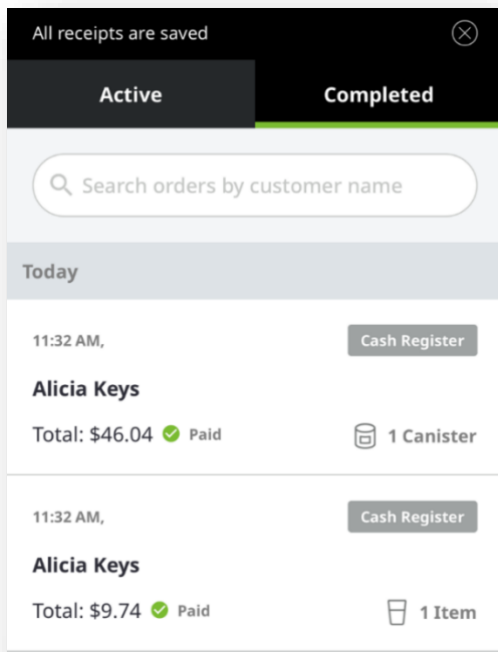 All receipts are saved
Active Completed
Search orders by customer name
Today
11:32 AM, Cash Register
Alicia Keys
Total: $46.04 Paid 1 Canister
11:32 AM, Cash Register
Alicia Keys
Total: $9.74 Paid 1 Item